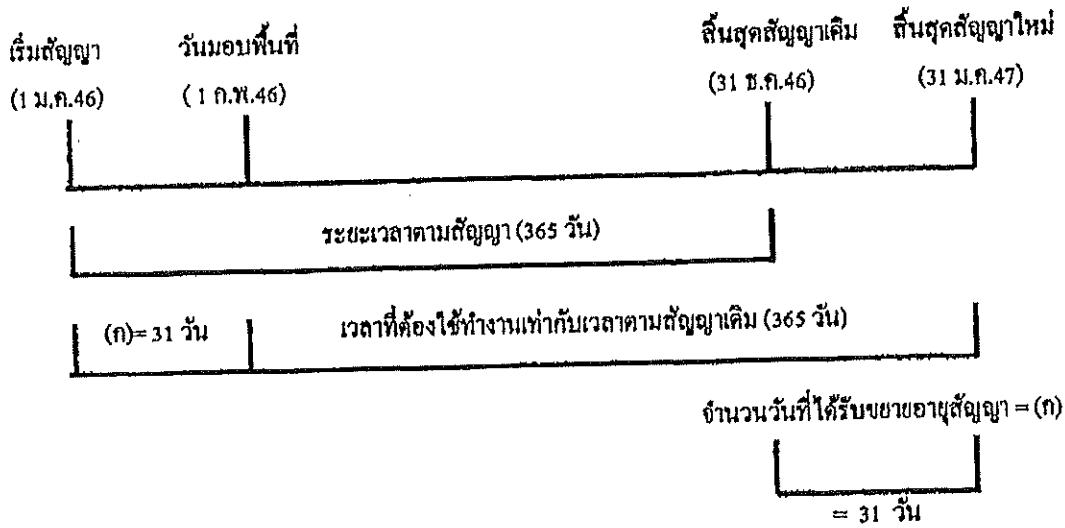 เริ่มสัญญา วันมอบพื้นที่ สิ้นสุดสัญญาเดิม สิ้นสุดสัญญาใหม่
(1 ม.ค.46) (1 ก.พ.46) (31 ธ.ค.46) (31 ม.ค.47)
ระยะเวลาตามสัญญา (365 วัน)
(ก)= 31 วัน เวลาที่ต้องใช้ทำงานเท่ากับเวลาตามสัญญาเดิม (365 วัน)
จำนวนวันที่ได้รับขยายอายุสัญญา = (ก)
= 31 วัน